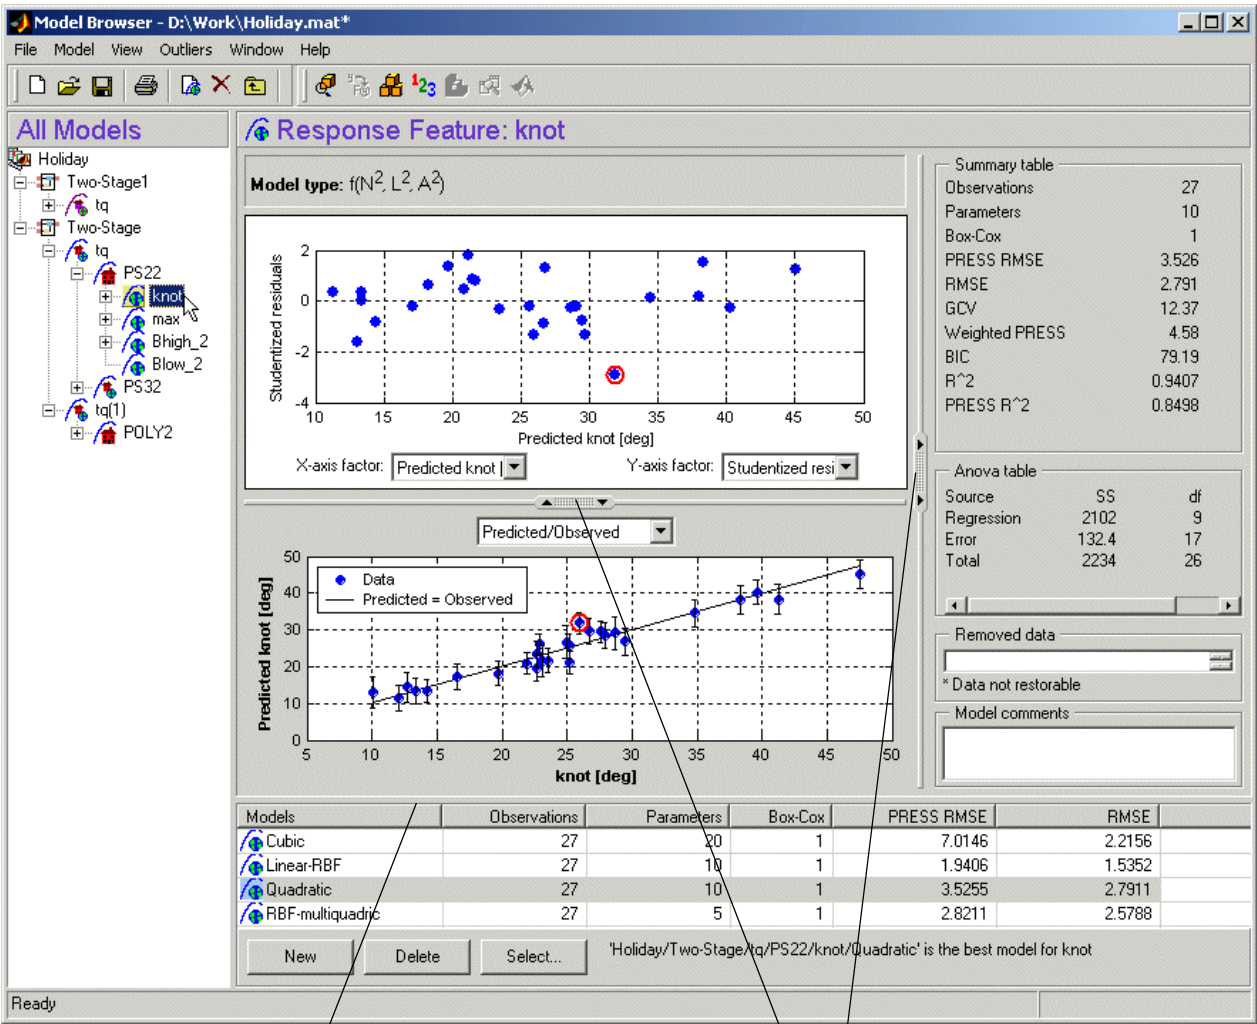 Model Browser - D:\Work\Holiday.mat*
File Model View Outliers Window Help
All Models
Holiday
Two-Stage1
tq
Two-Stage
tq
PS22
knot
max
Bhigh_2
Blow_2
PS32
tq(1)
POLY2
Response Feature: knot
Model type: f(N2, L2, A2)
Studentized residuals
2
0
-2
-4
10 15 20 25 30 35 40 45 50
Predicted knot [deg]
X-axis factor: Predicted knot [
Y-axis factor: Studentized resi
Predicted/Observed
Data
Predicted = Observed
Predicted knot [deg]
50
40
30
20
10
0
5 10 15 20 25 30 35 40 45 50
knot [deg]
Summary table
Observations 27
Parameters 10
Box-Cox 1
PRESS RMSE 3.526
RMSE 2.791
GCV 12.37
Weighted PRESS 4.58
BIC 79.19
R^2 0.9407
PRESS R^2 0.8498
Anova table
Source SS df
Regression 2102 9
Error 132.4 17
Total 2234 26
Removed data
* Data not restorable
Model comments
Models Observations Parameters Box-Cox PRESS RMSE RMSE
Cubic 27 20 1 7.0146 2.2156
Linear-RBF 27 10 1 1.9406 1.5352
Quadratic 27 10 1 3.5255 2.7911
RBF-multiquadric 27 5 1 2.8211 2.5788
New Delete Select...
'Holiday/Two-Stage/tq/PS22/knot/Quadratic' is the best model for knot
Ready